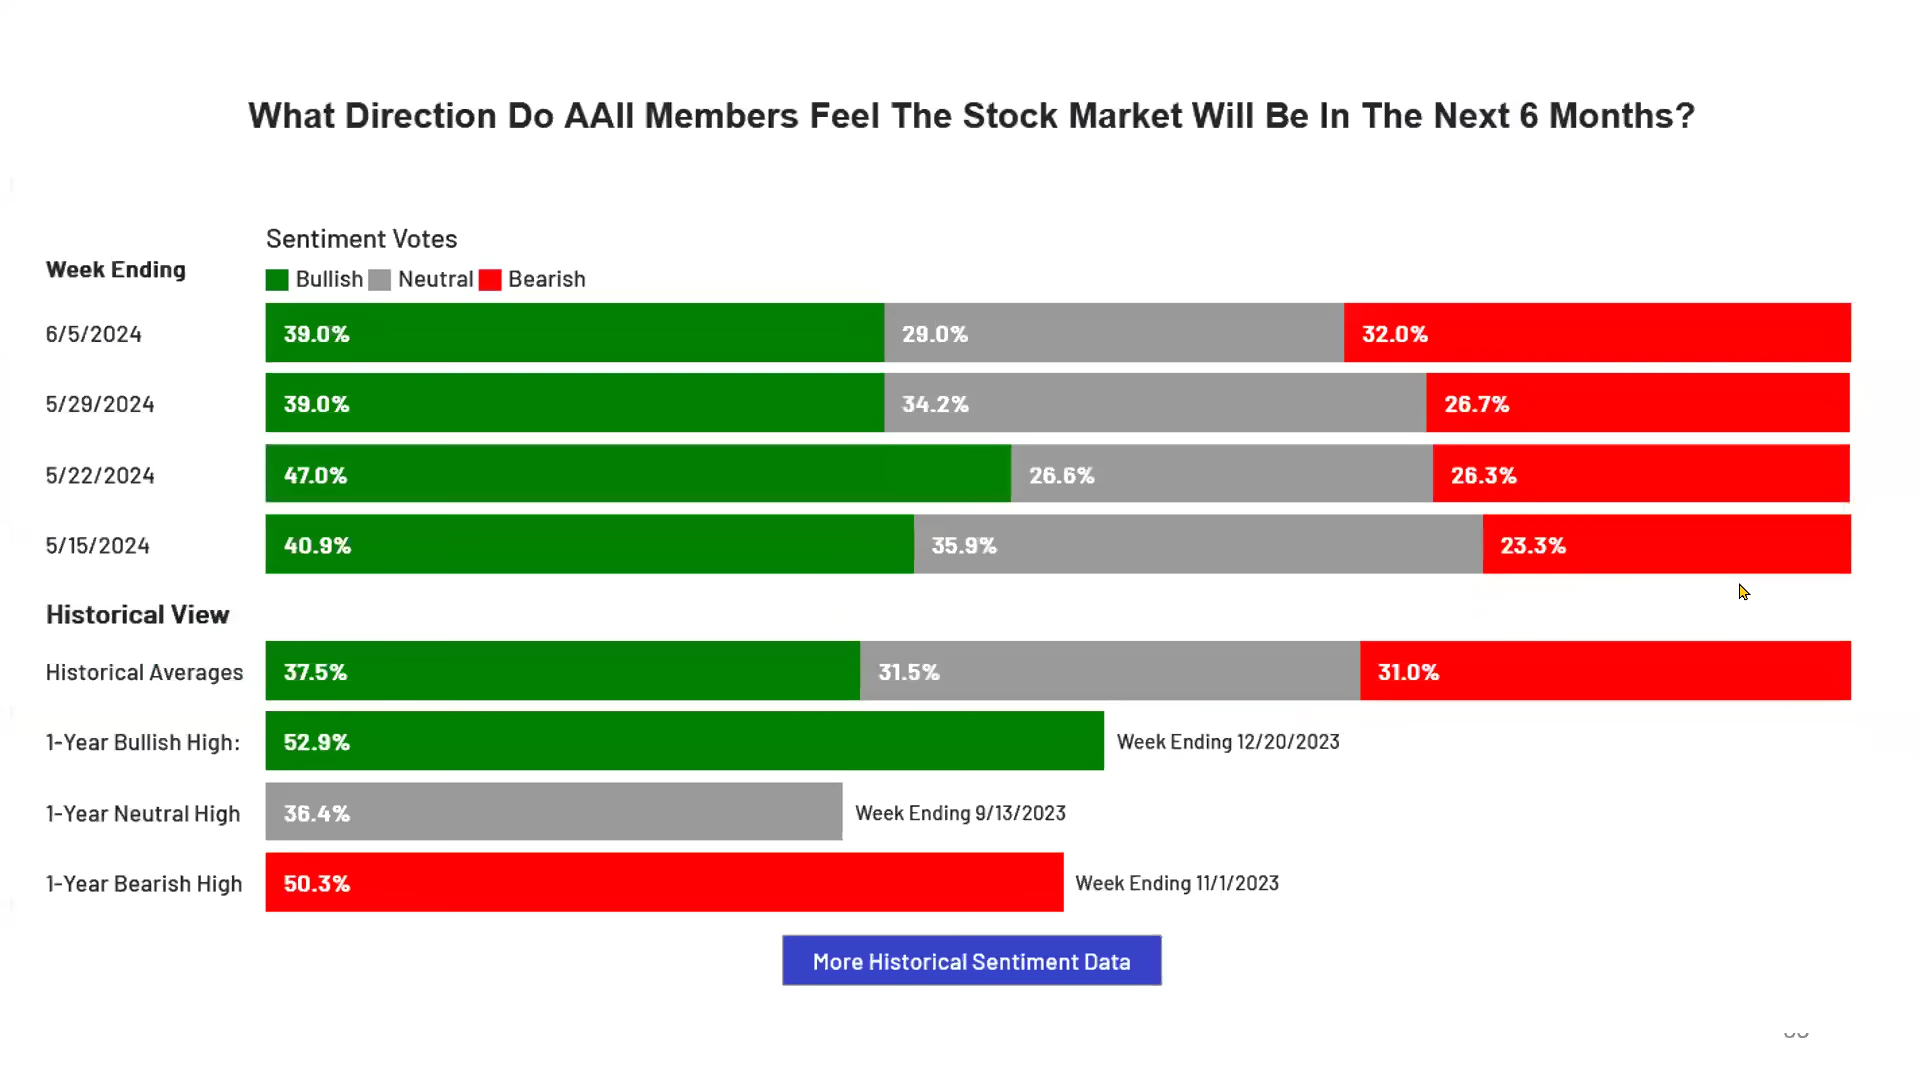 What Direction Do AAII Members Feel The Stock Market Will Be In The Next 6 Months?
Sentiment Votes
Week Ending
Bullish Neutral Bearish
6/5/2024 39.0% 29.0% 32.0%
5/29/2024 39.0% 34.2% 26.7%
5/22/2024 47.0% 26.6% 26.3%
5/15/2024 40.9% 35.9% 23.3%
Historical View
Historical Averages 37.5% 31.5% 31.0%
1-Year Bullish High: 52.9% Week Ending 12/20/2023
1-Year Neutral High 36.4% Week Ending 9/13/2023
1-Year Bearish High 50.3% Week Ending 11/1/2023
More Historical Sentiment Data